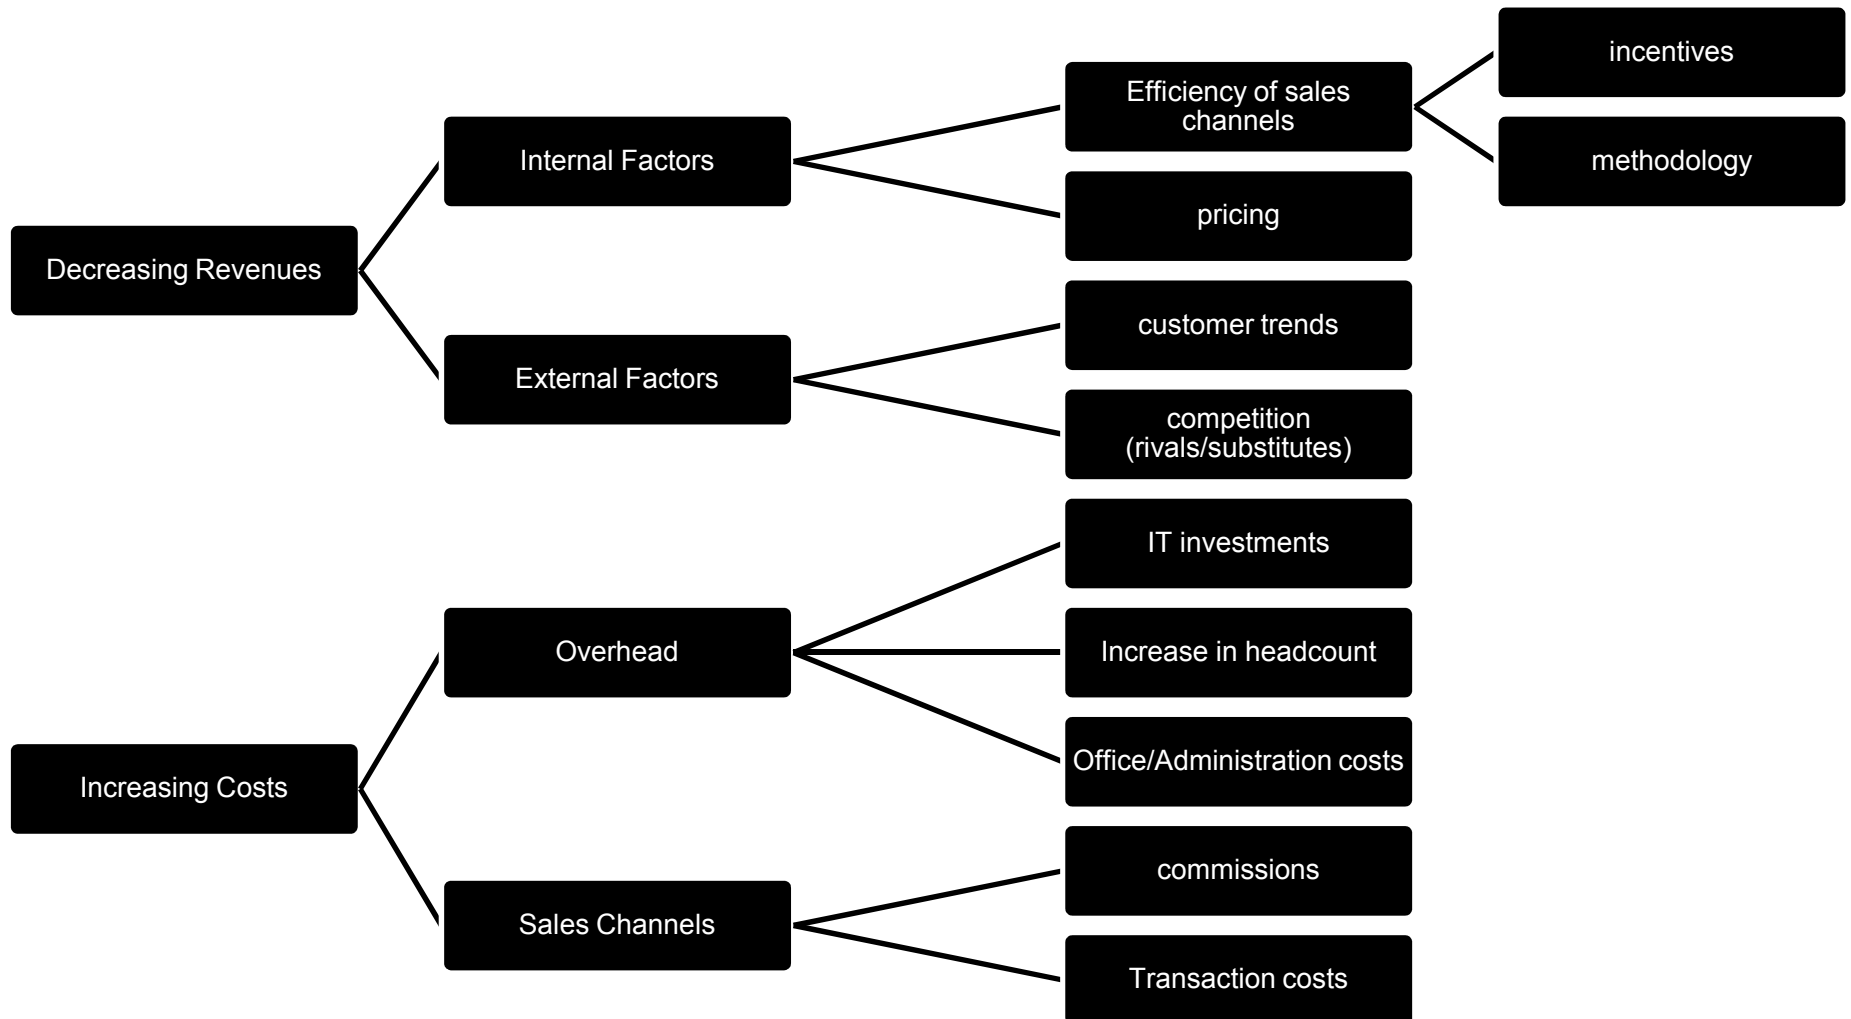 Decreasing Revenues
Internal Factors
Efficiency of sales
channels
incentives
methodology
pricing
External Factors
customer trends
competition
(rivals/substitutes)
Increasing Costs
Overhead
IT investments
Increase in headcount
Office/Administration costs
Sales Channels
commissions
Transaction costs